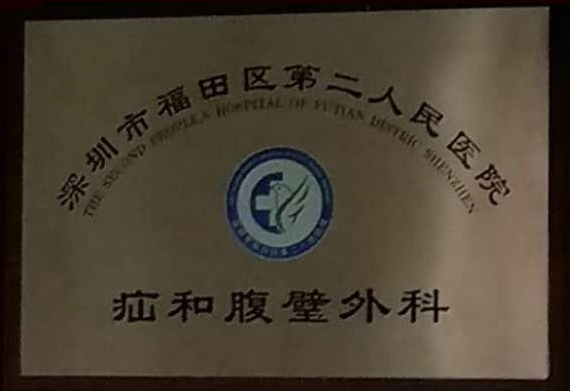 深圳市福田区第二人民医院
THE SECOND PEOPLE'S HOSPITAL OF FUTIAN DISTRIC SHENZHEN
疝和腹壁外科